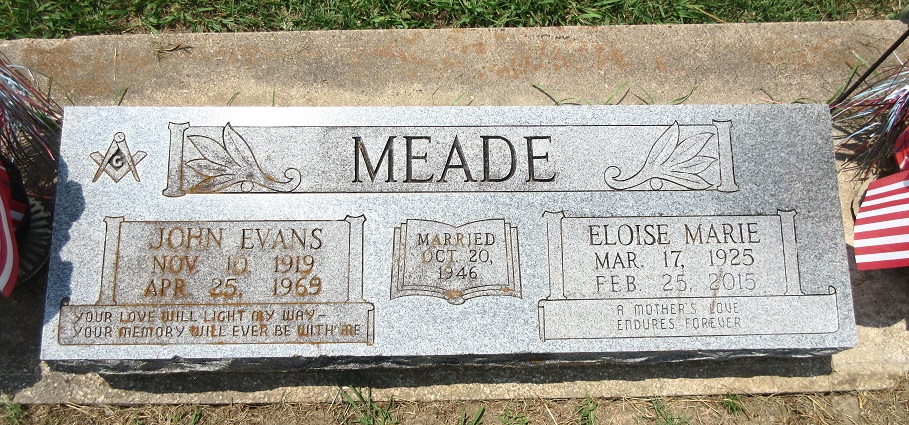 G
MEADE
JOHN EVANS
NOV. 10, 1919
APR. 25, 1969
YOUR LOVE WILL LIGHT MY WAY-
YOUR MEMORY WILL EVER BE WITH ME
MARRIED
OCT. 20,
1946
ELOISE MARIE
MAR. 17, 1925
FEB. 25, 2015
A MOTHER'S LOVE
ENDURES FOREVER